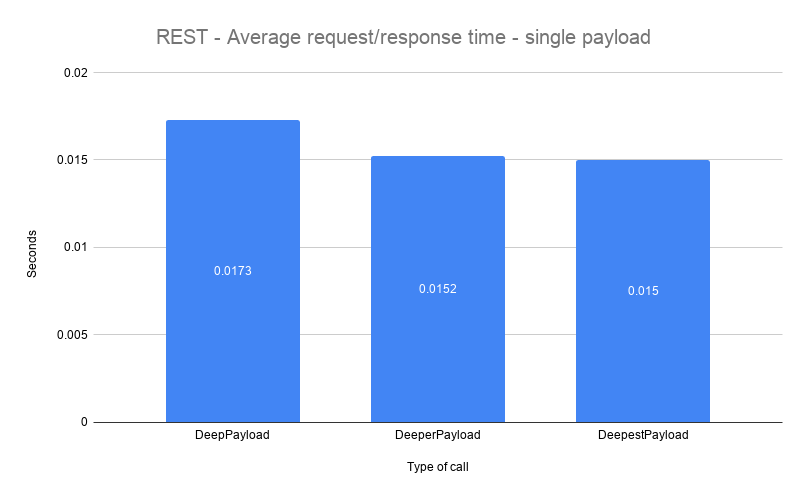 REST - Average request/response time - single payload
0.02
0.015
0.01
0.005
0
Seconds
0.0173
0.0152
0.015
DeepPayload
DeeperPayload
DeepestPayload
Type of call